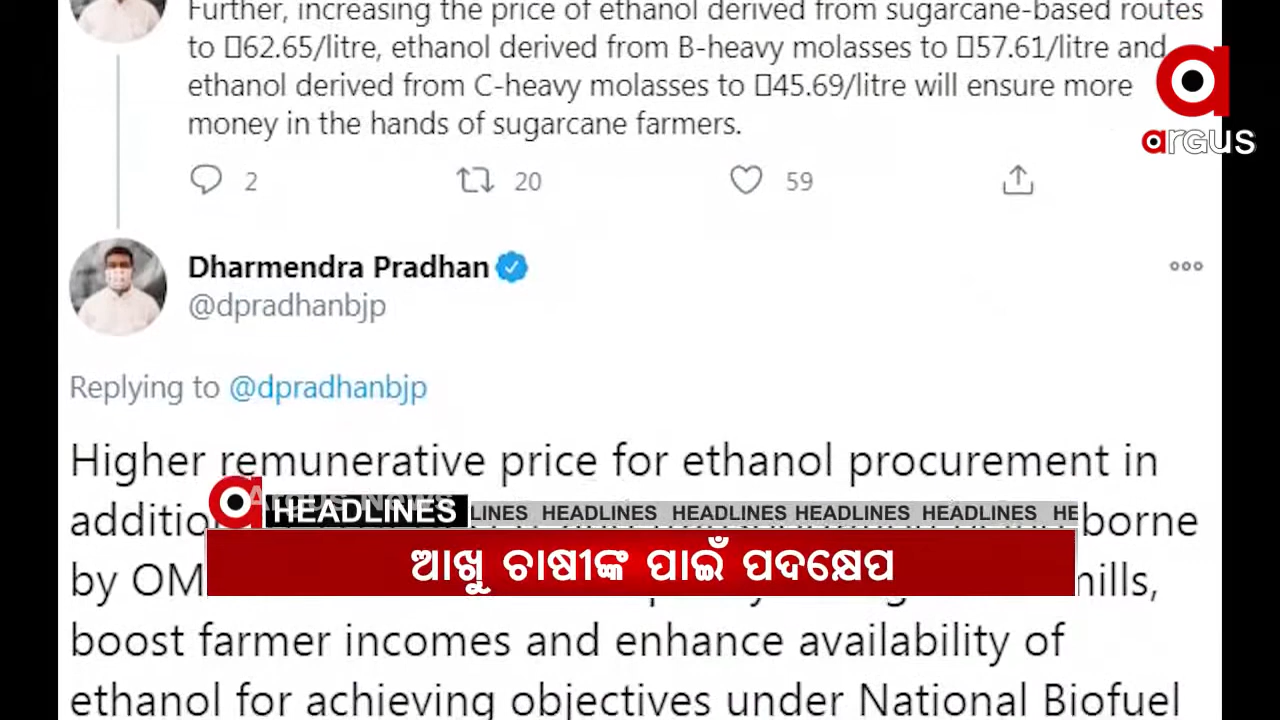 Further, increasing the price of ethanol derived from sugarcane-based routes
to ▯62.65/litre, ethanol derived from B-heavy molasses to ▯57.61/litre and
ethanol derived from C-heavy molasses to ▯45.69/litre will ensure more
money in the hands of sugarcane farmers.
argus
2 20 59
Dharmendra Pradhan
@dpradhanbjp
Replying to @dpradhanbjp
Higher remunerative price for ethanol procurement in
borne
HEADLINES
LINES HEADLINES HEADLINES HEADLINES HEADLINES HE
ଆଖୁ ଚାଷୀଙ୍କ ପାଇଁ ପଦକ୍ଷେପ
by
boost farmer incomes and enhance availability of
ethanol for achieving objectives under National Biofuel